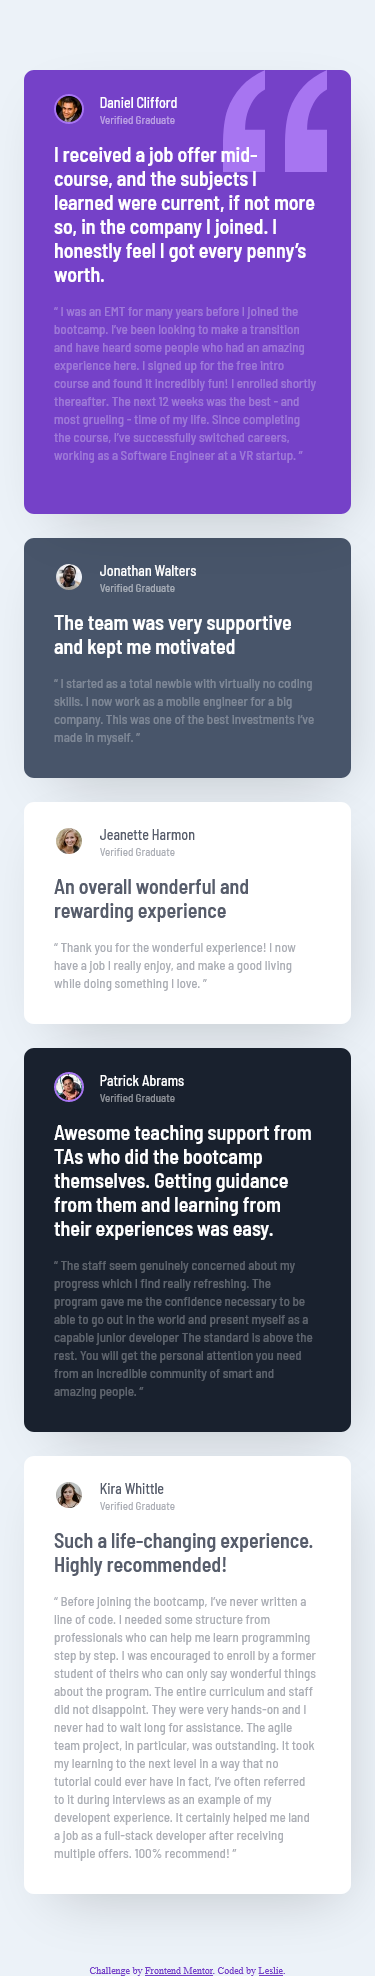 Daniel Clifford
Verified Graduate
I received a job offer mid-
course, and the subjects I
learned were current, if not more
so, in the company I joined. I
honestly feel I got every penny’s
worth.
“ I was an EMT for many years before I joined the
bootcamp. I’ve been looking to make a transition
and have heard some people who had an amazing
experience here. I signed up for the free intro
course and found it incredibly fun! I enrolled shortly
thereafter. The next 12 weeks was the best - and
most grueling - time of my life. Since completing
the course, I’ve successfully switched careers,
working as a Software Engineer at a VR startup. ”
Jonathan Walters
Verified Graduate
The team was very supportive
and kept me motivated
“ I started as a total newbie with virtually no coding
skills. I now work as a mobile engineer for a big
company. This was one of the best investments I’ve
made in myself. ”
Jeanette Harmon
Verified Graduate
An overall wonderful and
rewarding experience
“ Thank you for the wonderful experience! I now
have a job I really enjoy, and make a good living
while doing something I love. ”
Patrick Abrams
Verified Graduate
Awesome teaching support from
TAs who did the bootcamp
themselves. Getting guidance
from them and learning from
their experiences was easy.
“ The staff seem genuinely concerned about my
progress which I find really refreshing. The
program gave me the confidence necessary to be
able to go out in the world and present myself as a
capable junior developer The standard is above the
rest. You will get the personal attention you need
from an incredible community of smart and
amazing people. ”
Kira Whittle
Verified Graduate
Such a life-changing experience.
Highly recommended!
“ Before joining the bootcamp, I’ve never written a
line of code. I needed some structure from
professionals who can help me learn programming
step by step. I was encouraged to enroll by a former
student of theirs who can only say wonderful things
about the program. The entire curriculum and staff
did not disappoint. They were very hands-on and I
never had to wait long for assistance. The agile
team project, in particular, was outstanding. It took
my learning to the next level in a way that no
tutorial could ever have in fact, I’ve often referred
to it during interviews as an example of my
developent experience. It certainly helped me land
a job as a full-stack developer after receiving
multiple offers. 100% recommend! ”
Challenge by Frontend Mentor. Coded by Leslie.